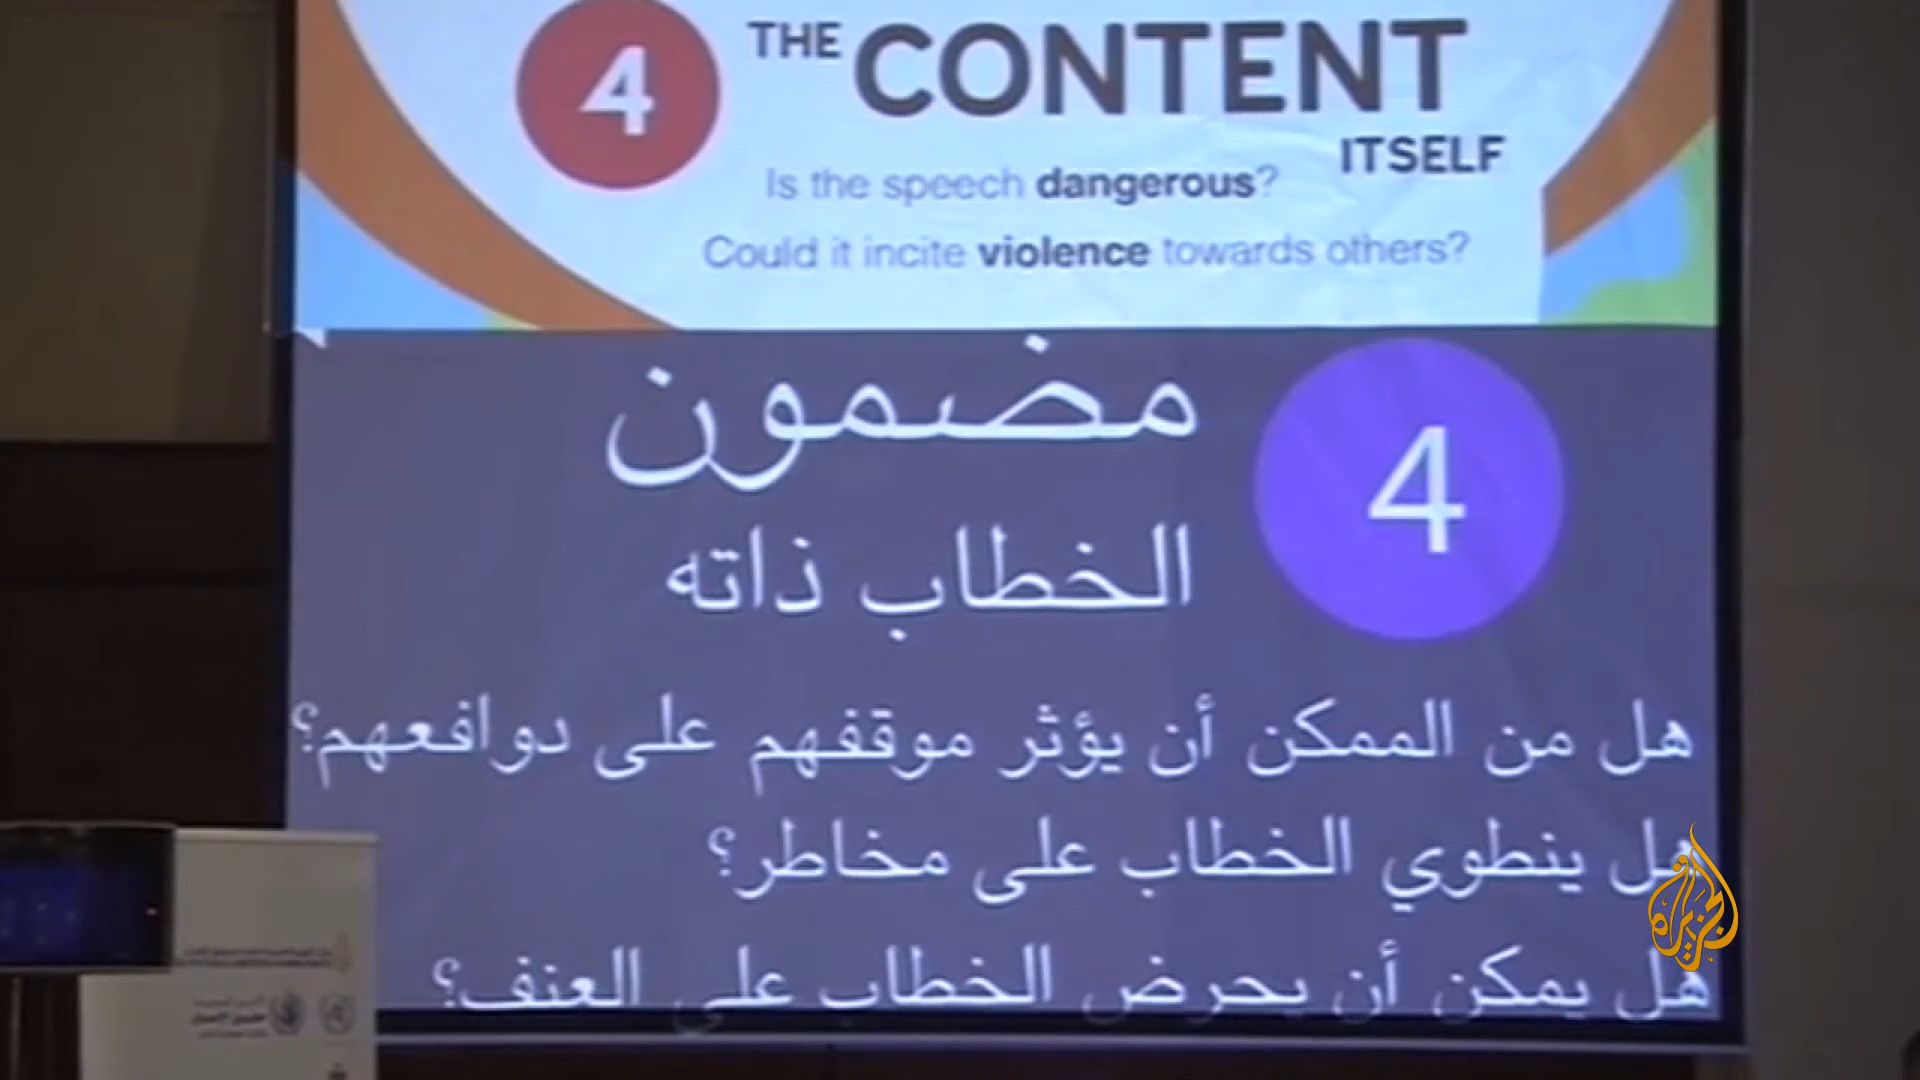 4
THE CONTENT
ITSELF
Is the speech dangerous?
Could it incite violence towards others?
4
مضمون
الخطاب ذاته
هل من الممكن أن يؤثر موقفهم على دوافعهم؟
هل ينطوي الخطاب على مخاطر؟
هل يمكن أن يحرض الخطاب على العنف؟
الجزيرة